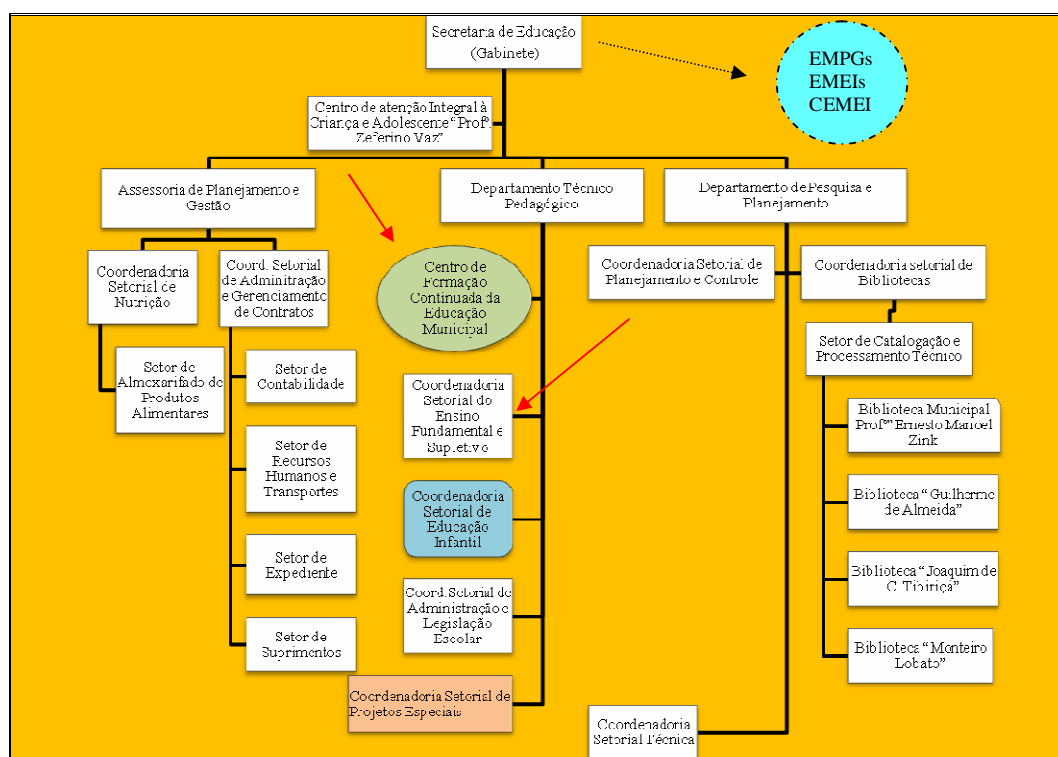 Secretaria de Educação
(Gabinete)
EMPGs
EMEIs
CEMEI
Centro de atenção Integral à
Criança e Adolescente “Profº.
Zeferino Vaz”
Assessoria de Planejamento e
Gestão
Departamento Técnico
Pedagógico
Departamento de Pesquisa e
Planejamento
Coordenadoria
Setorial de
Nutrição
Coord. Setorial
de Adminitração
e Gerenciamento
de Contratos
Centro de
Formação
Continuada da
Educação
Municipal
Coordenadoria Setorial de
Planejamento e Controle
Coordenadoria setorial de
Bibliotecas
Setor de
Almoxarifado de
Produtos
Alimentares
Setor de
Contabilidade
Setor de
Recursos
Humanos e
Transportes
Setor de
Expediente
Setor de
Suprimentos
Coordenadoria
Setorial do
Ensino
Fundamental e
Supletivo
Coordenadoria
Setorial de
Educação
Infantil
Coord. Setorial de
Administração e
Legislação
Escolar
Coordenadoria Setorial de
Projetos Especiais
Setor de Catalogação e
Processamento Técnico
Biblioteca Municipal
Ernesto Manoel
Zink
Biblioteca “Guilherme
de Almeida”
Biblioteca “Joaquim de
C. Tibiriçá”
Biblioteca “Monteiro
Lobato”
Coordenadoria
Setorial Técnica